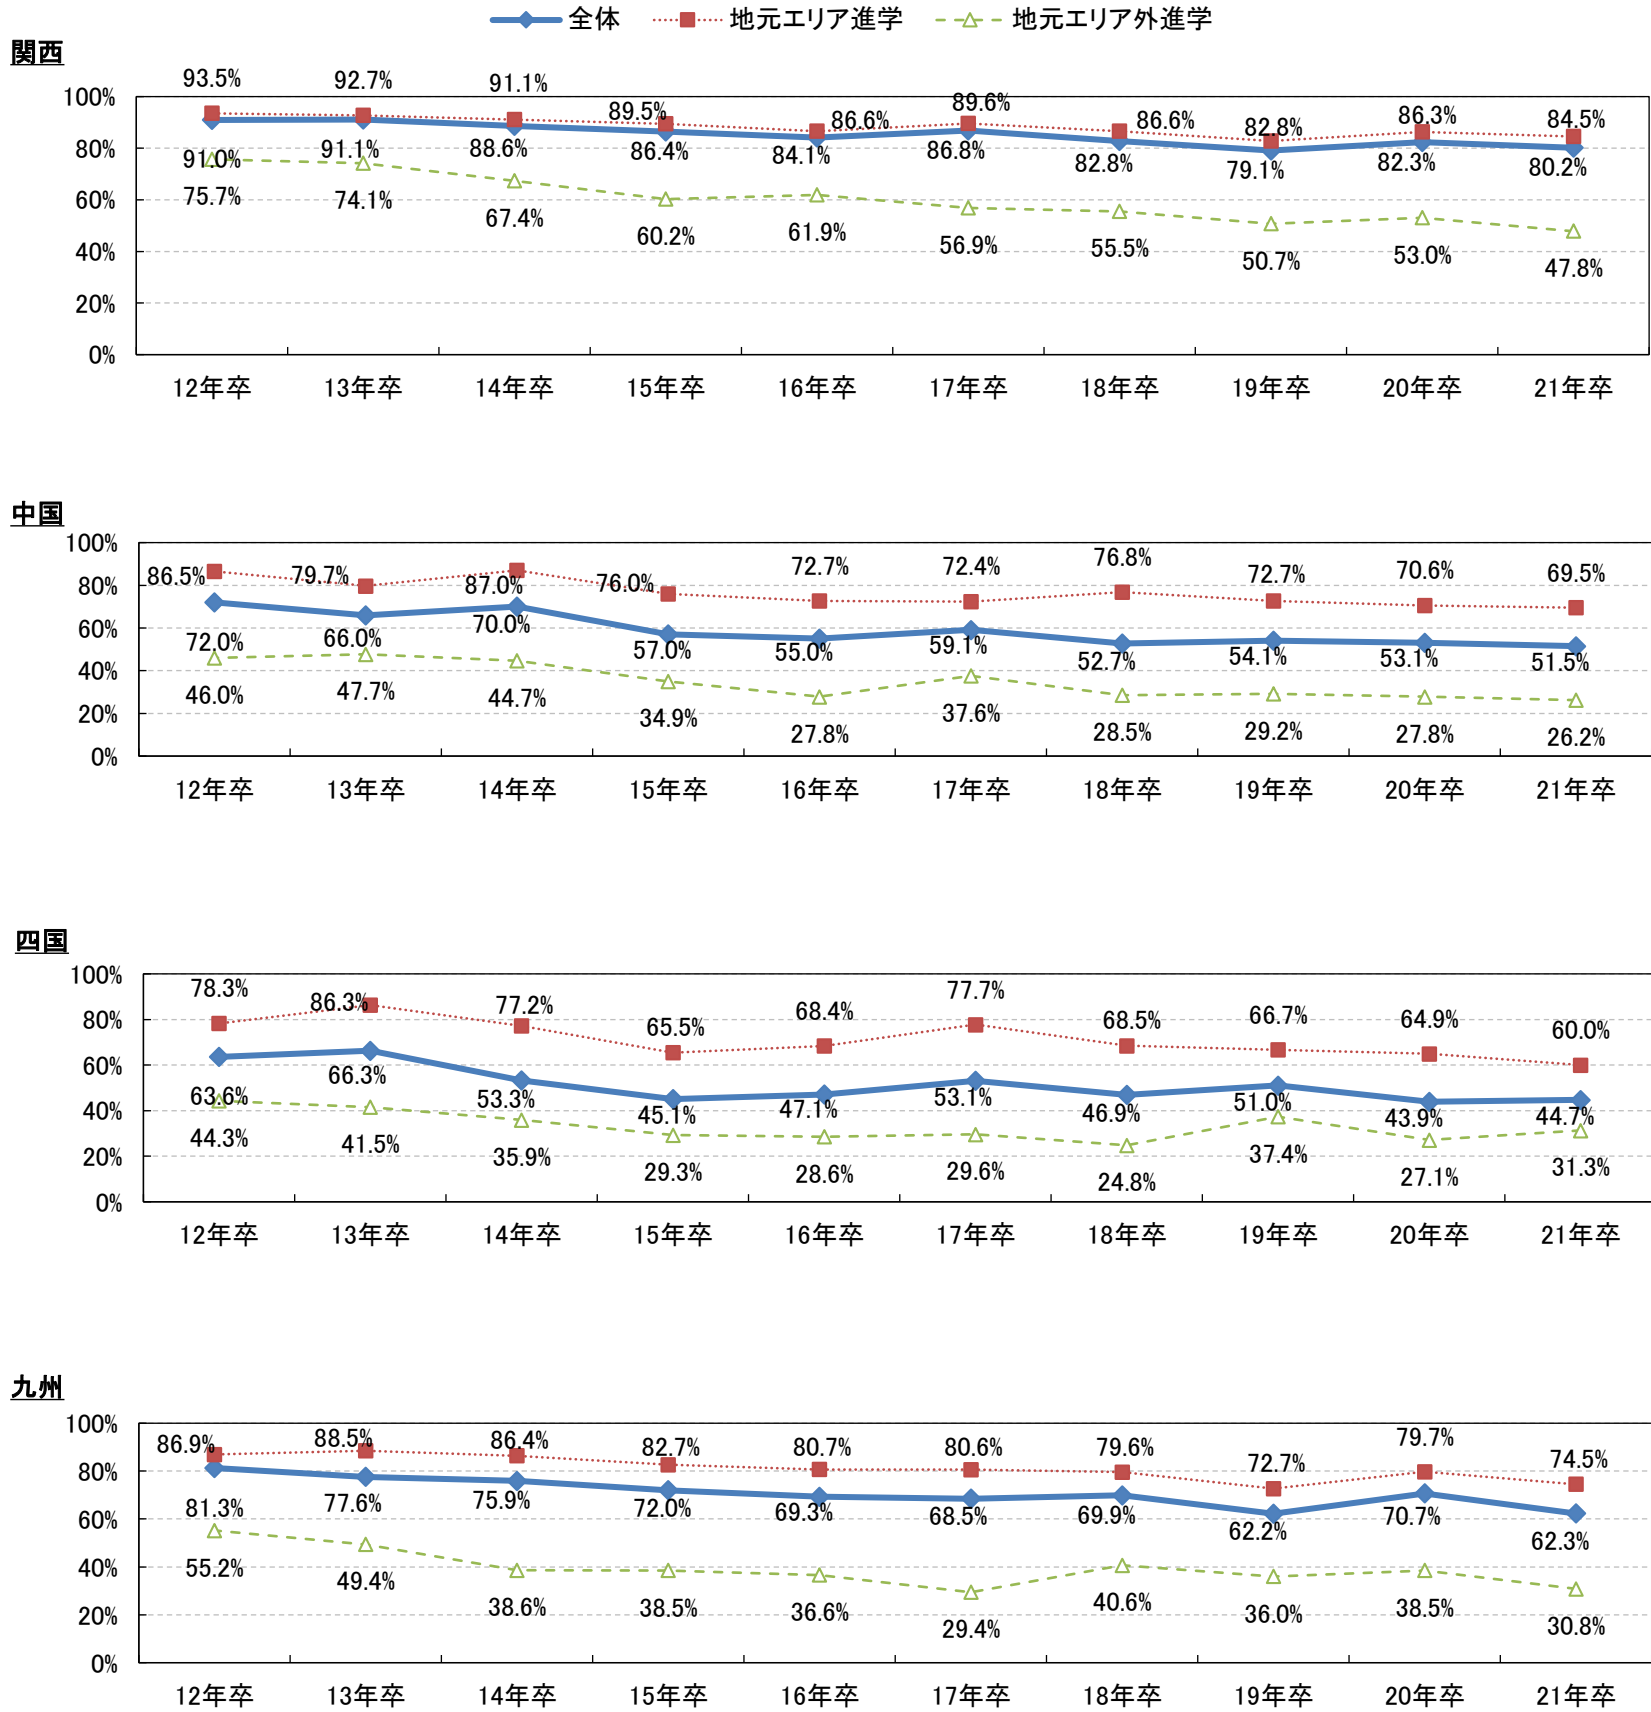 全体 地元エリア進学 地元エリア外進学
関西
93.5% 92.7% 91.1% 89.5% 86.6% 89.6% 86.6% 82.8% 86.3% 84.5%
91.0% 91.1% 88.6% 86.4% 84.1% 86.8% 82.8% 79.1% 82.3% 80.2%
75.7% 74.1% 67.4% 60.2% 61.9% 56.9% 55.5% 50.7% 53.0% 47.8%
100%
80%
60%
40%
20%
0%
12年卒 13年卒 14年卒 15年卒 16年卒 17年卒 18年卒 19年卒 20年卒 21年卒
中国
86.5% 79.7% 87.0% 76.0% 72.7% 72.4% 76.8% 72.7% 70.6% 69.5%
72.0% 66.0% 70.0% 57.0% 55.0% 59.1% 52.7% 54.1% 53.1% 51.5%
46.0% 47.7% 44.7% 34.9% 27.8% 37.6% 28.5% 29.2% 27.8% 26.2%
100%
80%
60%
40%
20%
0%
12年卒 13年卒 14年卒 15年卒 16年卒 17年卒 18年卒 19年卒 20年卒 21年卒
四国
78.3% 86.3% 77.2% 65.5% 68.4% 77.7% 68.5% 66.7% 64.9% 60.0%
63.6% 66.3% 53.3% 45.1% 47.1% 53.1% 46.9% 51.0% 43.9% 44.7%
44.3% 41.5% 35.9% 29.3% 28.6% 29.6% 24.8% 37.4% 27.1% 31.3%
100%
80%
60%
40%
20%
0%
12年卒 13年卒 14年卒 15年卒 16年卒 17年卒 18年卒 19年卒 20年卒 21年卒
九州
86.9% 88.5% 86.4% 82.7% 80.7% 80.6% 79.6% 72.7% 79.7% 74.5%
81.3% 77.6% 75.9% 72.0% 69.3% 68.5% 69.9% 62.2% 70.7% 62.3%
55.2% 49.4% 38.6% 38.5% 36.6% 29.4% 40.6% 36.0% 38.5% 30.8%
100%
80%
60%
40%
20%
0%
12年卒 13年卒 14年卒 15年卒 16年卒 17年卒 18年卒 19年卒 20年卒 21年卒